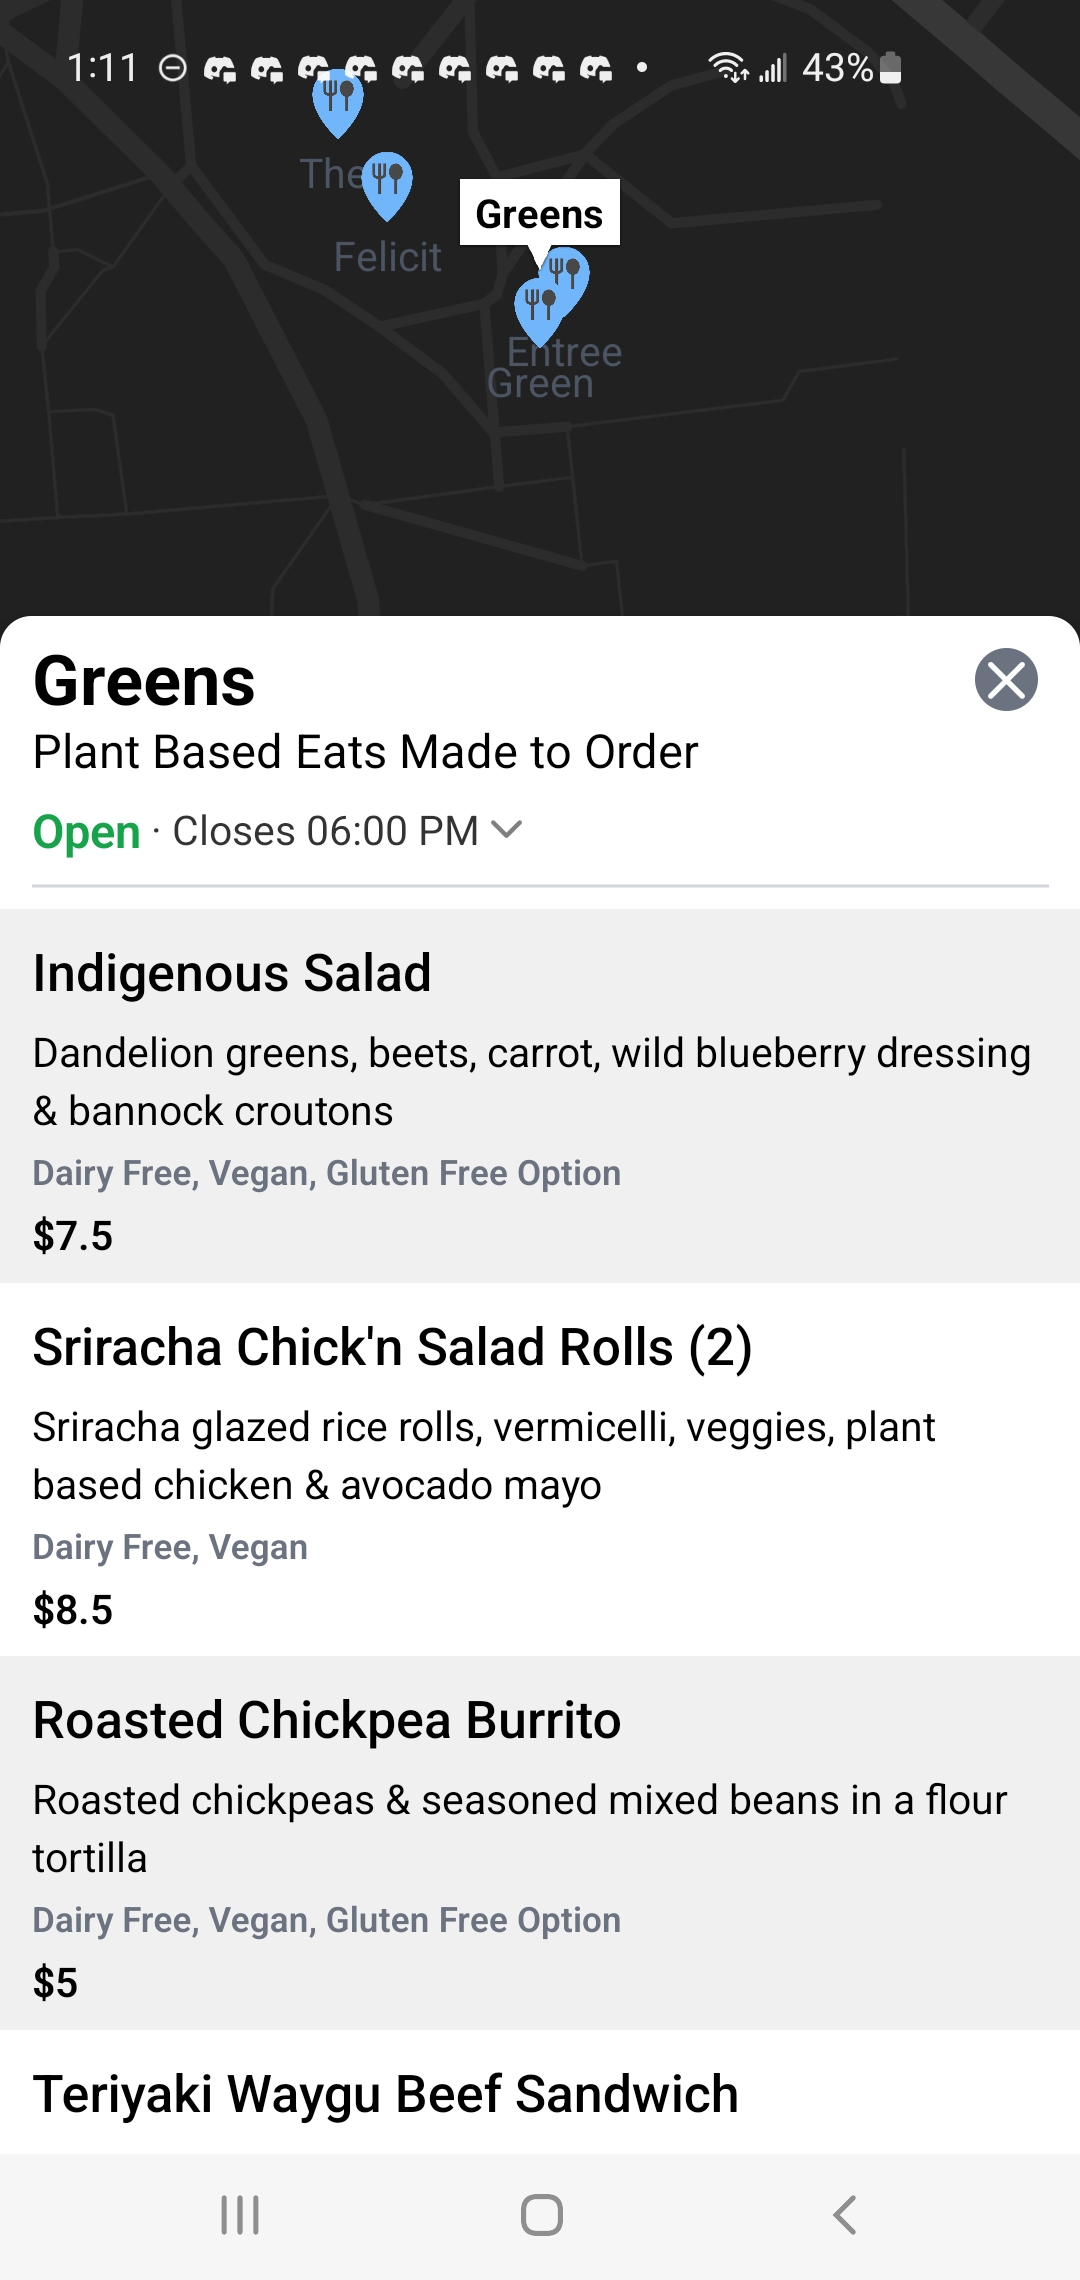 1:11
43%
The
Felicit
Greens
Entree
Green
Greens
Plant Based Eats Made to Order
Open · Closes 06:00 PM
Indigenous Salad
Dandelion greens, beets, carrot, wild blueberry dressing
& bannock croutons
Dairy Free, Vegan, Gluten Free Option
$7.5
Sriracha Chick'n Salad Rolls (2)
Sriracha glazed rice rolls, vermicelli, veggies, plant
based chicken & avocado mayo
Dairy Free, Vegan
$8.5
Roasted Chickpea Burrito
Roasted chickpeas & seasoned mixed beans in a flour
tortilla
Dairy Free, Vegan, Gluten Free Option
$5
Teriyaki Waygu Beef Sandwich